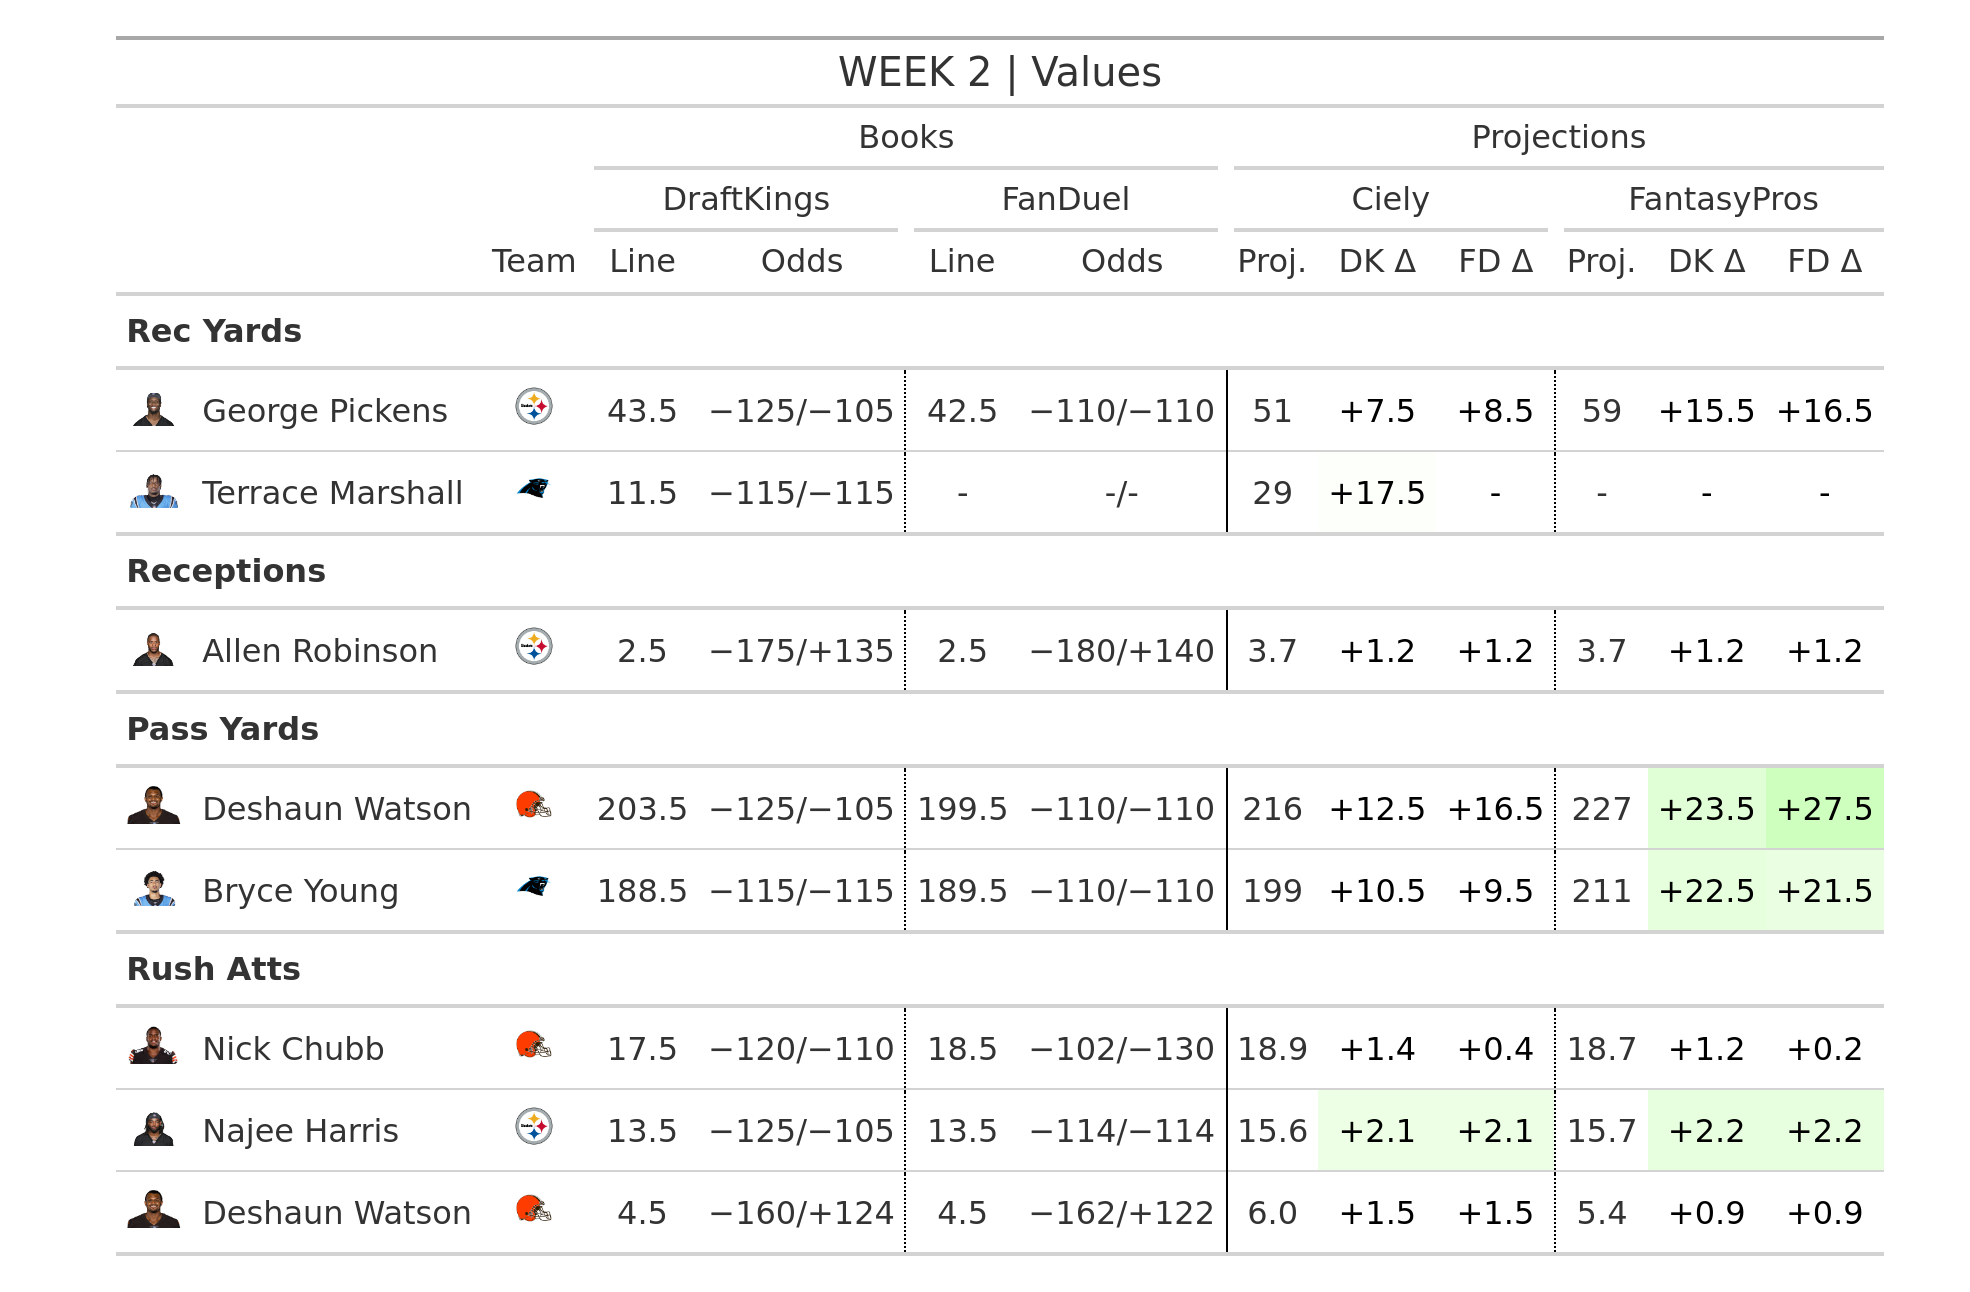 WEEK 2 | Values
Books Projections
DraftKings FanDuel Ciely FantasyPros
Team Line Odds Line Odds Proj. DK Δ FD Δ Proj. DK Δ FD Δ
Rec Yards
George Pickens 43.5 −125/−105 42.5 −110/−110 51 +7.5 +8.5 59 +15.5 +16.5
Terrace Marshall 11.5 −115/−115 - -/- 29 +17.5 - - - -
Receptions
Allen Robinson 2.5 −175/+135 2.5 −180/+140 3.7 +1.2 +1.2 3.7 +1.2 +1.2
Pass Yards
Deshaun Watson 203.5 −125/−105 199.5 −110/−110 216 +12.5 +16.5 227 +23.5 +27.5
Bryce Young 188.5 −115/−115 189.5 −110/−110 199 +10.5 +9.5 211 +22.5 +21.5
Rush Atts
Nick Chubb 17.5 −120/−110 18.5 −102/−130 18.9 +1.4 +0.4 18.7 +1.2 +0.2
Najee Harris 13.5 −125/−105 13.5 −114/−114 15.6 +2.1 +2.1 15.7 +2.2 +2.2
Deshaun Watson 4.5 −160/+124 4.5 −162/+122 6.0 +1.5 +1.5 5.4 +0.9 +0.9